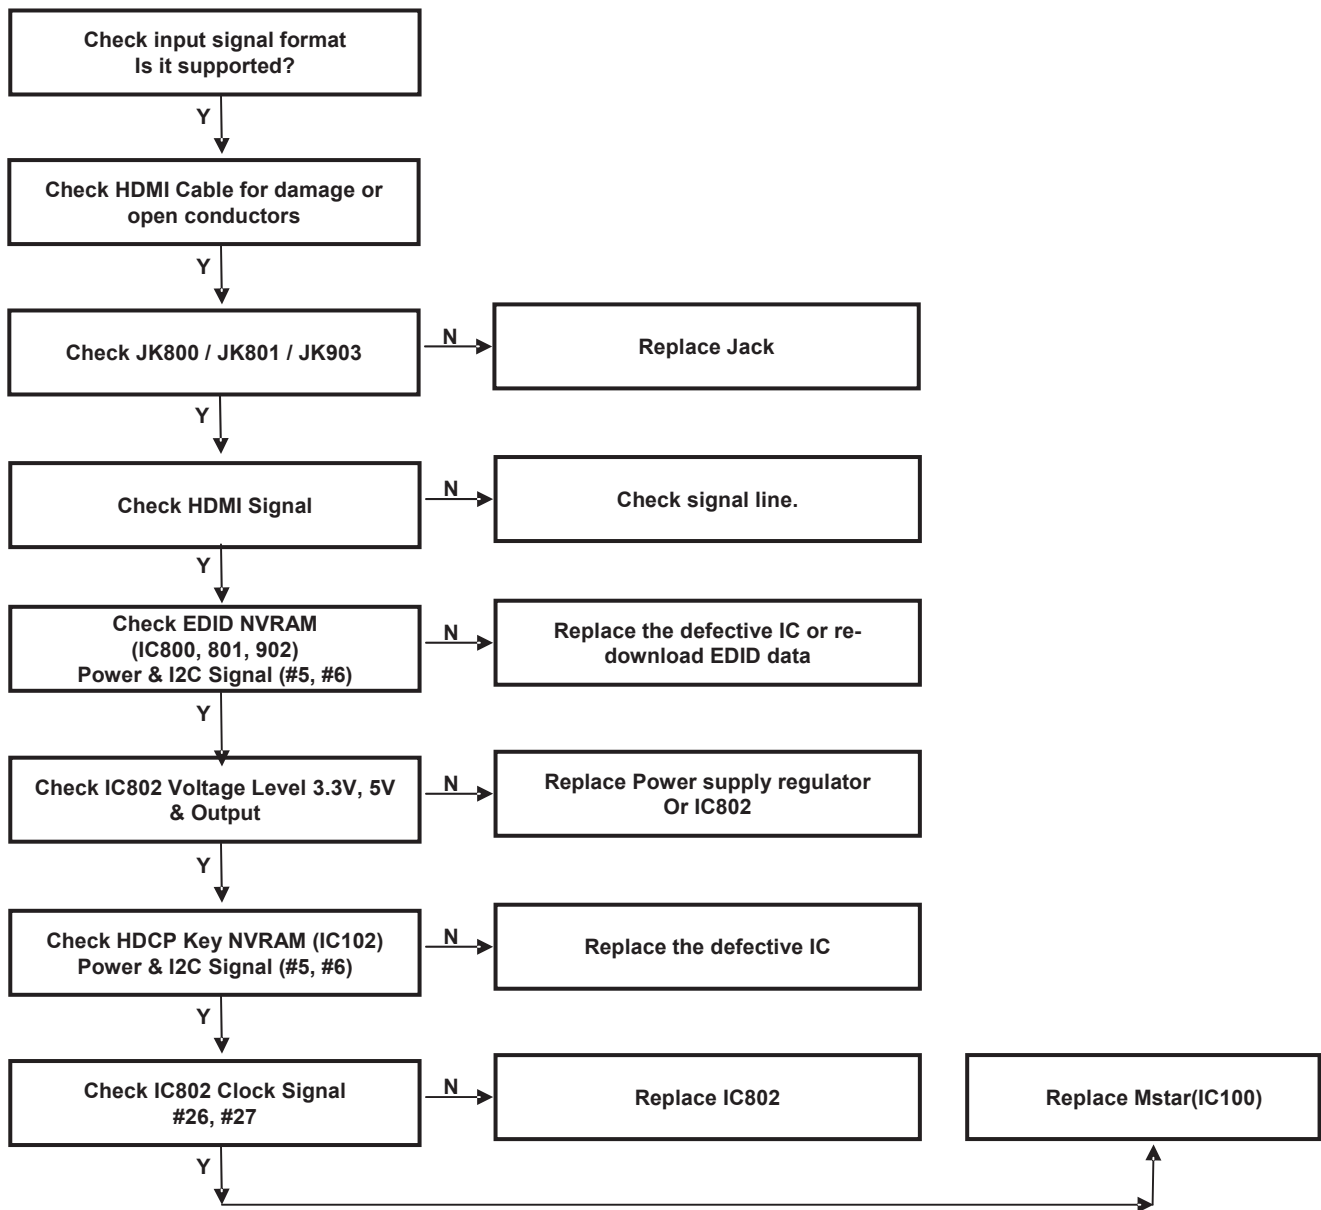 Check input signal format
Is it supported?
Y
Check HDMI Cable for damage or
open conductors
Y
Check JK800 / JK801 / JK903
N
Replace Jack
Y
Check HDMI Signal
N
Check signal line.
Y
Check EDID NVRAM
(IC800, 801, 902)
Power & I2C Signal (#5, #6)
N
Replace the defective IC or re-
download EDID data
Y
Check IC802 Voltage Level 3.3V, 5V
& Output
N
Replace Power supply regulator
Or IC802
Y
Check HDCP Key NVRAM (IC102)
Power & I2C Signal (#5, #6)
N
Replace the defective IC
Y
Check IC802 Clock Signal
#26, #27
N
Replace IC802
Replace Mstar(IC100)
Y